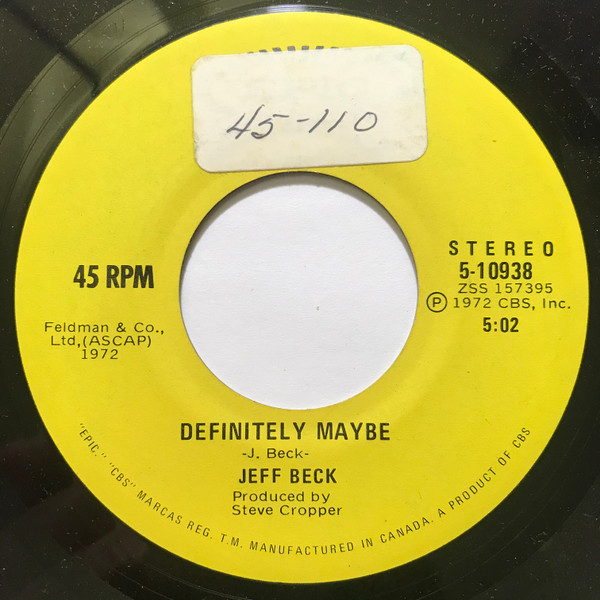 45-110
45 RPM
STEREO
5-10938
ZSS 157395
Ⓟ 1972 CBS, Inc.
5:02
Feldman & Co.,
Ltd,(ASCAP)
1972
DEFINITELY MAYBE
-J. Beck-
JEFF BECK
Produced by
Steve Cropper
"EPIC." "CBS" MARCAS REG. T.M. MANUFACTURED IN CANADA. A PRODUCT OF CBS